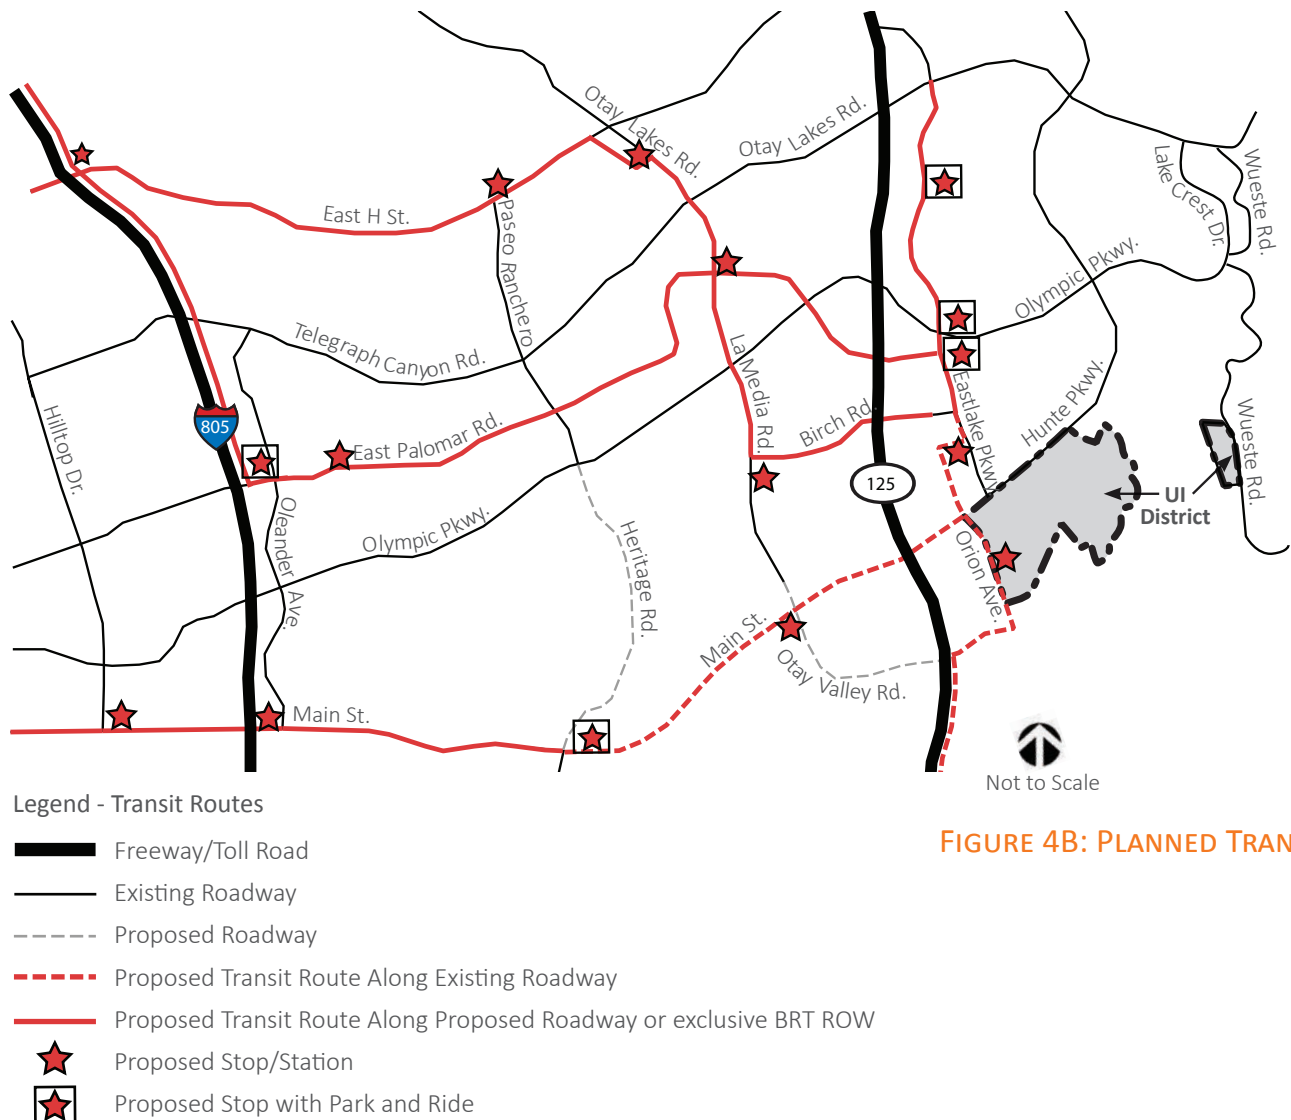 Otay Lakes Rd.
Otay Lakes Rd.
Lake Crest Dr.
Wueste Rd.
East H St.
Paseo Ranchero
Olympic Pkwy.
Telegraph Canyon Rd.
La Media Rd.
Eastlake Pkwy.
Hunte Pkwy.
Hilltop Dr.
805
East Palomar Rd.
Birch Rd.
Wueste Rd.
125
UI
District
Oleander Ave.
Olympic Pkwy.
Heritage Rd.
Orion Ave.
Main St.
Otay Valley Rd.
Main St.
Not to Scale
Legend - Transit Routes
Freeway/Toll Road
FIGURE 4B: PLANNED TRAN
Existing Roadway
Proposed Roadway
Proposed Transit Route Along Existing Roadway
Proposed Transit Route Along Proposed Roadway or exclusive BRT ROW
Proposed Stop/Station
Proposed Stop with Park and Ride